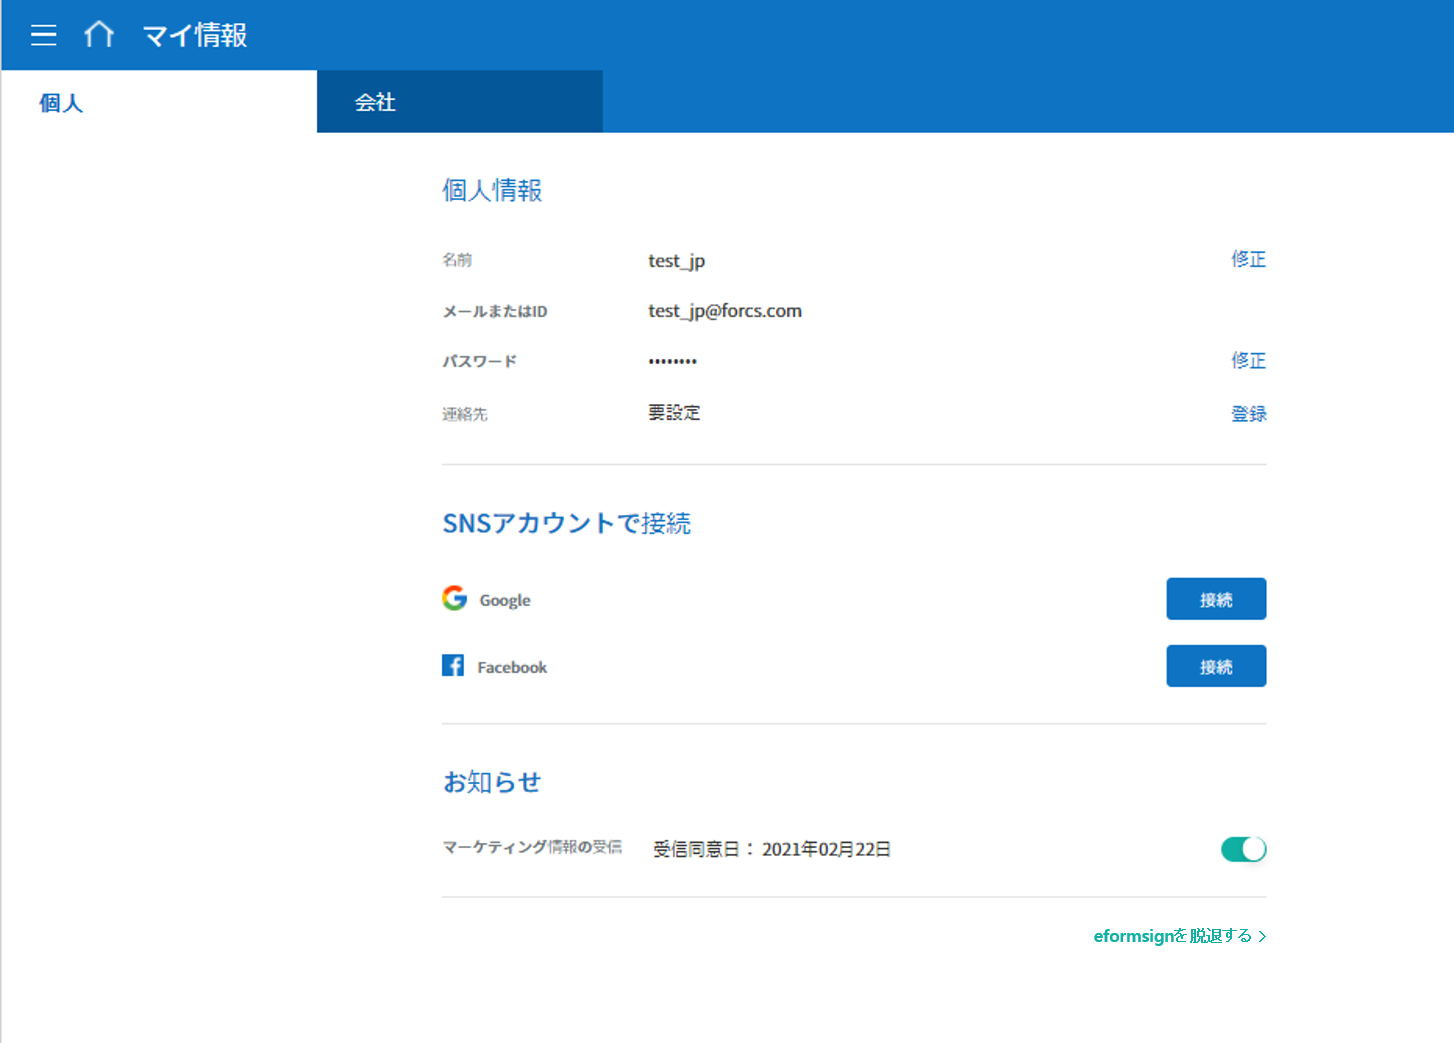 マイ情報
個人
会社
個人情報
名前 test_jp 修正
メールまたはID test_jp@forcs.com
パスワード •••••••• 修正
連絡先 要設定 登録
SNSアカウントで接続
Google 接続
Facebook 接続
お知らせ
マーケティング情報の受信 受信同意日： 2021年02月22日
eformsignを脱退する >